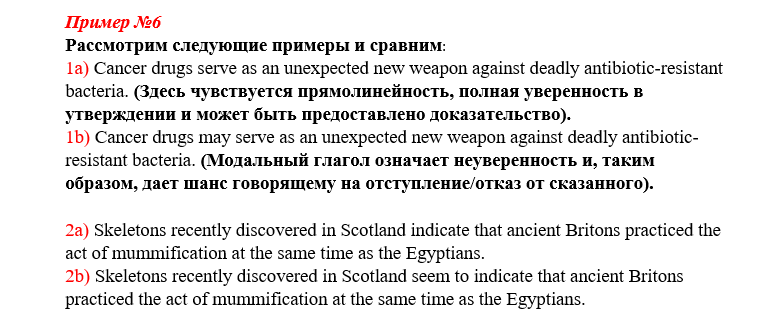 Пример №6
Рассмотрим следующие примеры и сравним:
1a) Cancer drugs serve as an unexpected new weapon against deadly antibiotic-resistant
bacteria. (Здесь чувствуется прямолинейность, полная уверенность в
утверждении и может быть предоставлено доказательство).
1b) Cancer drugs may serve as an unexpected new weapon against deadly antibiotic-
resistant bacteria. (Модальный глагол означает неуверенность и, таким
образом, дает шанс говорящему на отступление/отказ от сказанного).
2a) Skeletons recently discovered in Scotland indicate that ancient Britons practiced the
act of mummification at the same time as the Egyptians.
2b) Skeletons recently discovered in Scotland seem to indicate that ancient Britons
practiced the act of mummification at the same time as the Egyptians.